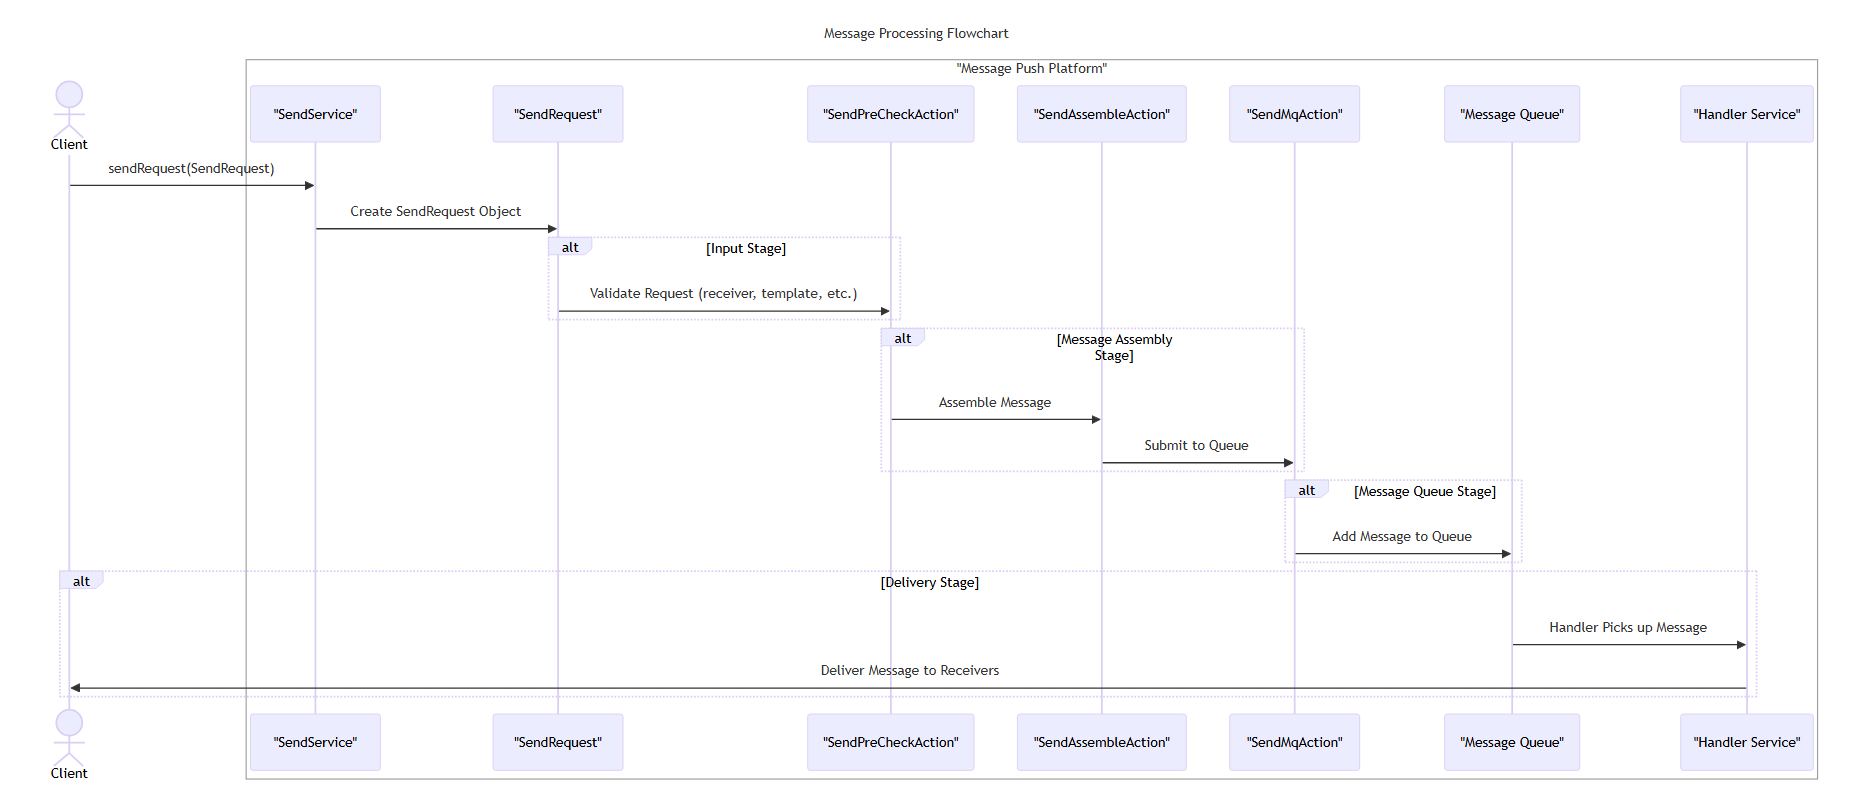 Message Processing Flowchart
"Message Push Platform"
Client
"SendService"
"SendRequest"
"SendPreCheckAction"
"SendAssembleAction"
"SendMqAction"
"Message Queue"
"Handler Service"
sendRequest(SendRequest)
Create SendRequest Object
alt
[Input Stage]
Validate Request (receiver, template, etc.)
alt
[Message Assembly
Stage]
Assemble Message
Submit to Queue
alt
[Message Queue Stage]
Add Message to Queue
alt
[Delivery Stage]
Handler Picks up Message
Deliver Message to Receivers
Client
"SendService"
"SendRequest"
"SendPreCheckAction"
"SendAssembleAction"
"SendMqAction"
"Message Queue"
"Handler Service"